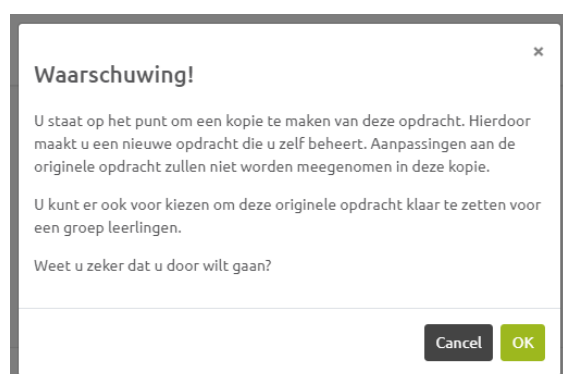 ×
Waarschuwing!
U staat op het punt om een kopie te maken van deze opdracht. Hierdoor
maakt u een nieuwe opdracht die u zelf beheert. Aanpassingen aan de
originele opdracht zullen niet worden meegenomen in deze kopie.
U kunt er ook voor kiezen om deze originele opdracht klaar te zetten voor
een groep leerlingen.
Weet u zeker dat u door wilt gaan?
Cancel OK